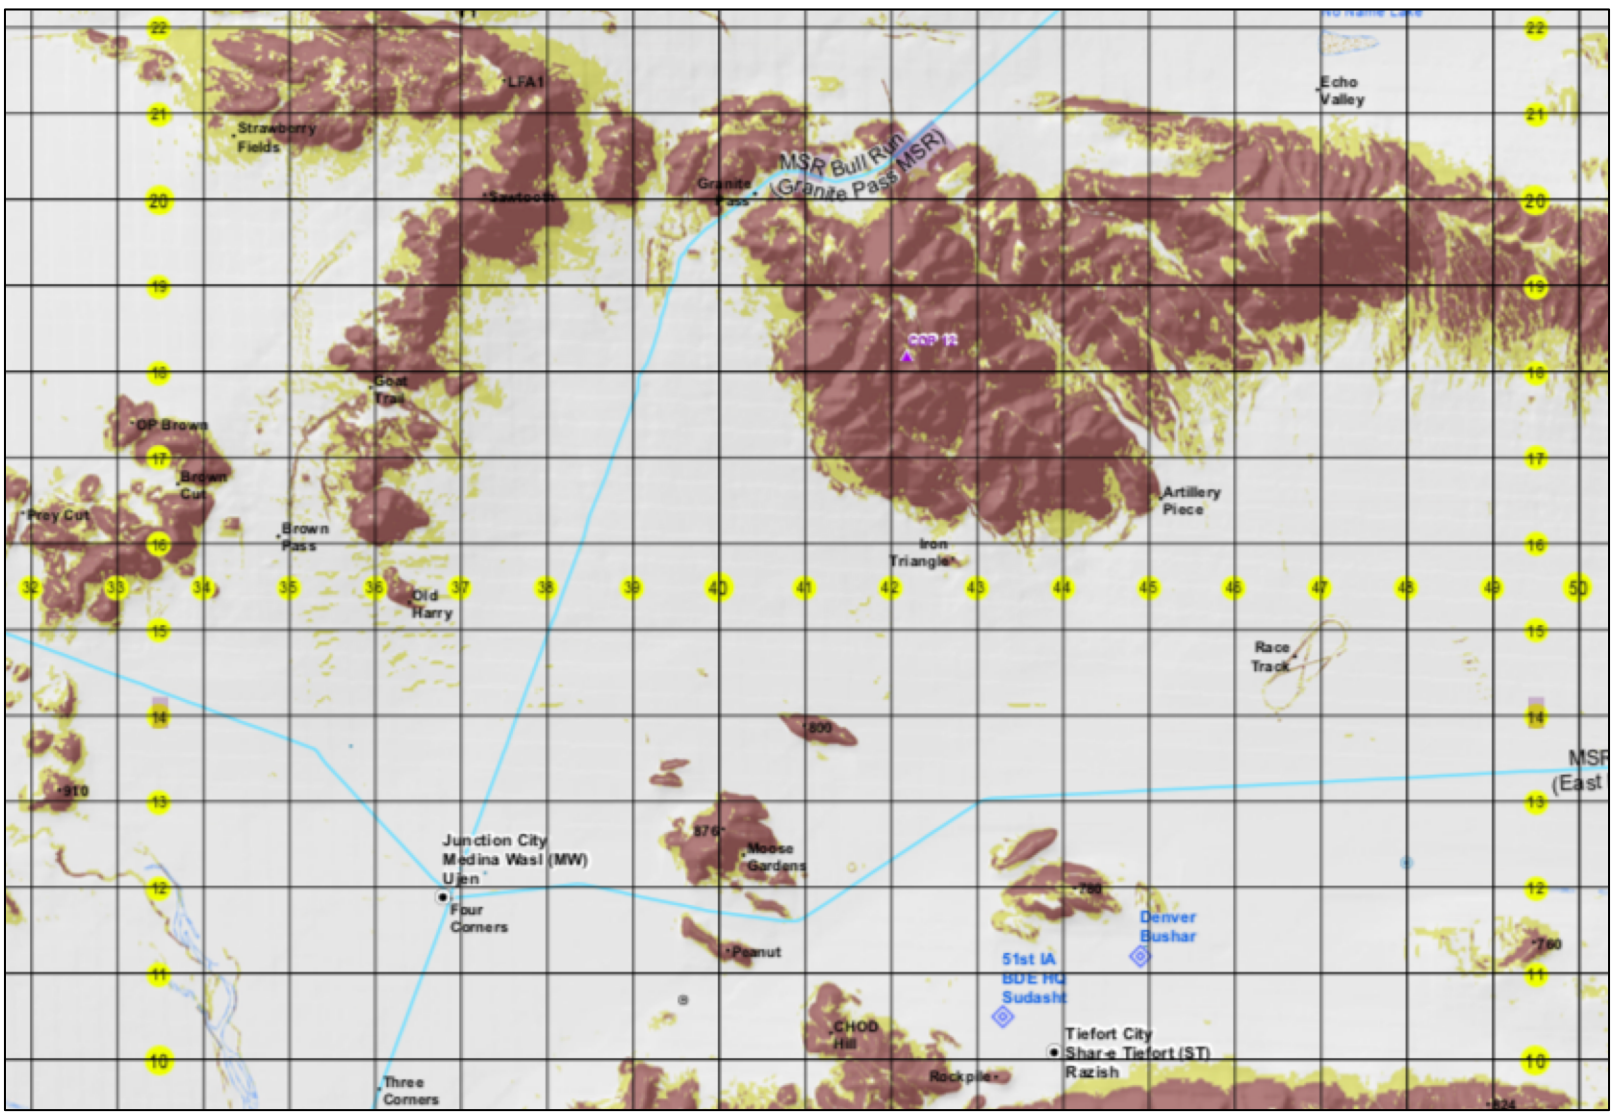 No Name Lake
22
22
Echo
Valley
LFA1
21
21
Strawberry
Fields
MSR Bull Run
(Granite Pass MSR)
Granite
Pass
Sawtooth
20
20
19
19
CDP 12
18
18
Goat
Trail
OP Brown
17
17
Brown
Cut
Prey Cut
Artillery
Piece
Brown
Pass
16
16
Iron
Triangle
32
33
34
35
36
37
38
39
40
41
42
43
44
45
46
47
48
49
50
Old
Harry
15
15
Race
Track
14
14
800
MSR
(East
910
13
13
876
Moose
Gardens
Junction City
Medina Wasl (MW)
Ujen
12
12
780
Four
Corners
Denver
Bushar
Peanut
760
51st IA
BDE HQ
Sudasht
11
11
CHOD
Hill
Tiefort City
Shar-e Tiefort (ST)
Razish
10
10
Rockpile
Three
Corners
824